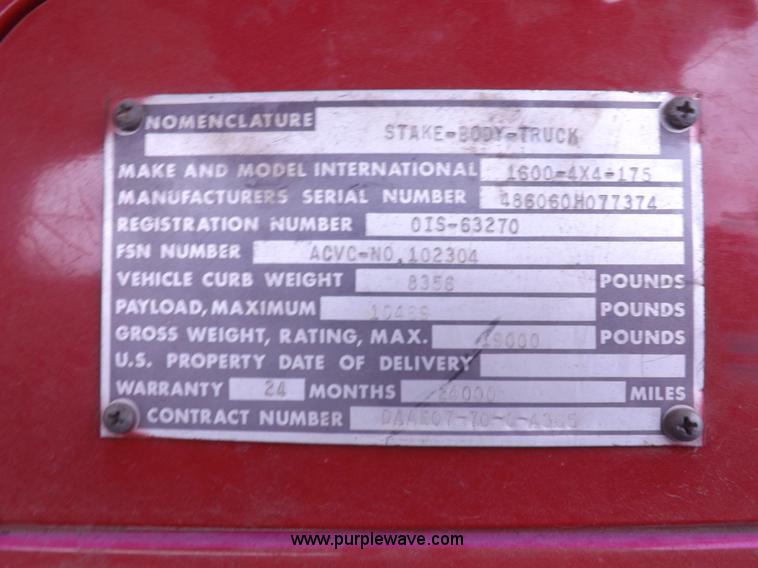 NOMENCLATURE STAKE-BODY-TRUCK
MAKE AND MODEL INTERNATIONAL 1600-4X4-175
MANUFACTURERS SERIAL NUMBER 486060H077374
REGISTRATION NUMBER 01S-63270
FSN NUMBER ACVC-NO.102304
VEHICLE CURB WEIGHT 8356 POUNDS
PAYLOAD, MAXIMUM POUNDS
GROSS WEIGHT, RATING, MAX. 19000 POUNDS
U.S. PROPERTY DATE OF DELIVERY
WARRANTY 24 MONTHS 24000 MILES
CONTRACT NUMBER
www.purplewave.com